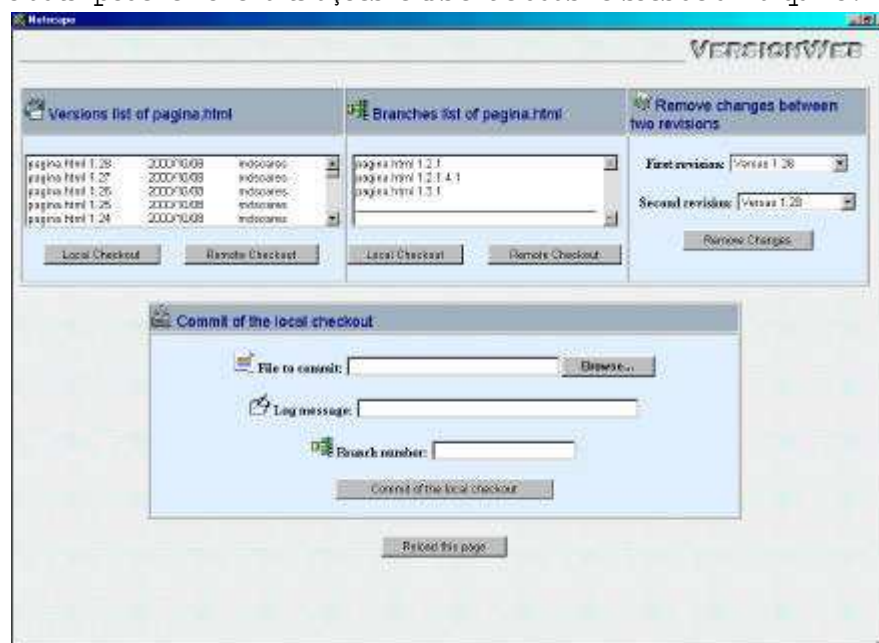 Netscape
VERSIONWEB
Versions list of pagina.html
pagina.html 1.28 2000/10/08 mdsoares
pagina.html 1.27 2000/10/08 mdsoares
pagina.html 1.26 2000/10/08 mdsoares
pagina.html 1.25 2000/10/08 mdsoares
pagina.html 1.24 2000/10/08 mdsoares
Local Checkout Remote Checkout
Branches list of pagina.html
pagina.html 1.2.1
pagina.html 1.2.1.4.1
pagina.html 1.3.1
Local Checkout Remote Checkout
Remove changes between
two revisions
First revision: Versao 1.28
Second revision: Versao 1.28
Remove Changes
Commit of the local checkout
File to commit: Browse...
Log message:
Branch number:
Commit of the local checkout
Reload this page